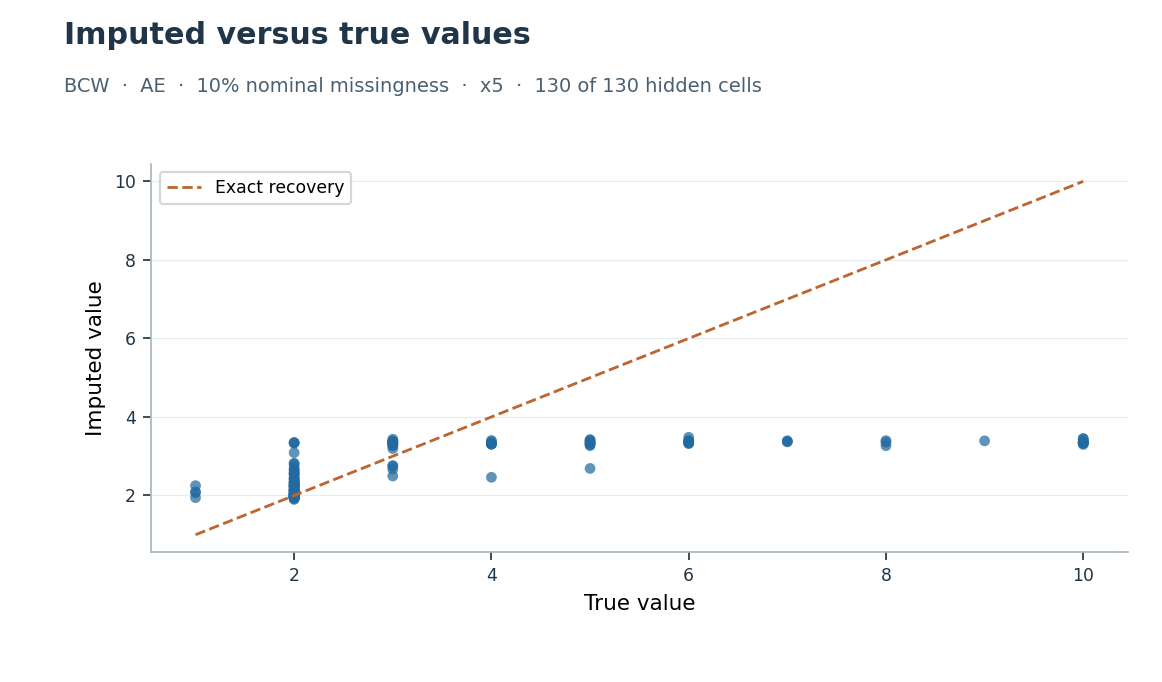 Imputed versus true values
BCW · AE · 10% nominal missingness · x5 · 130 of 130 hidden cells
Exact recovery
10
8
6
4
2
Imputed value
2 4 6 8 10
True value